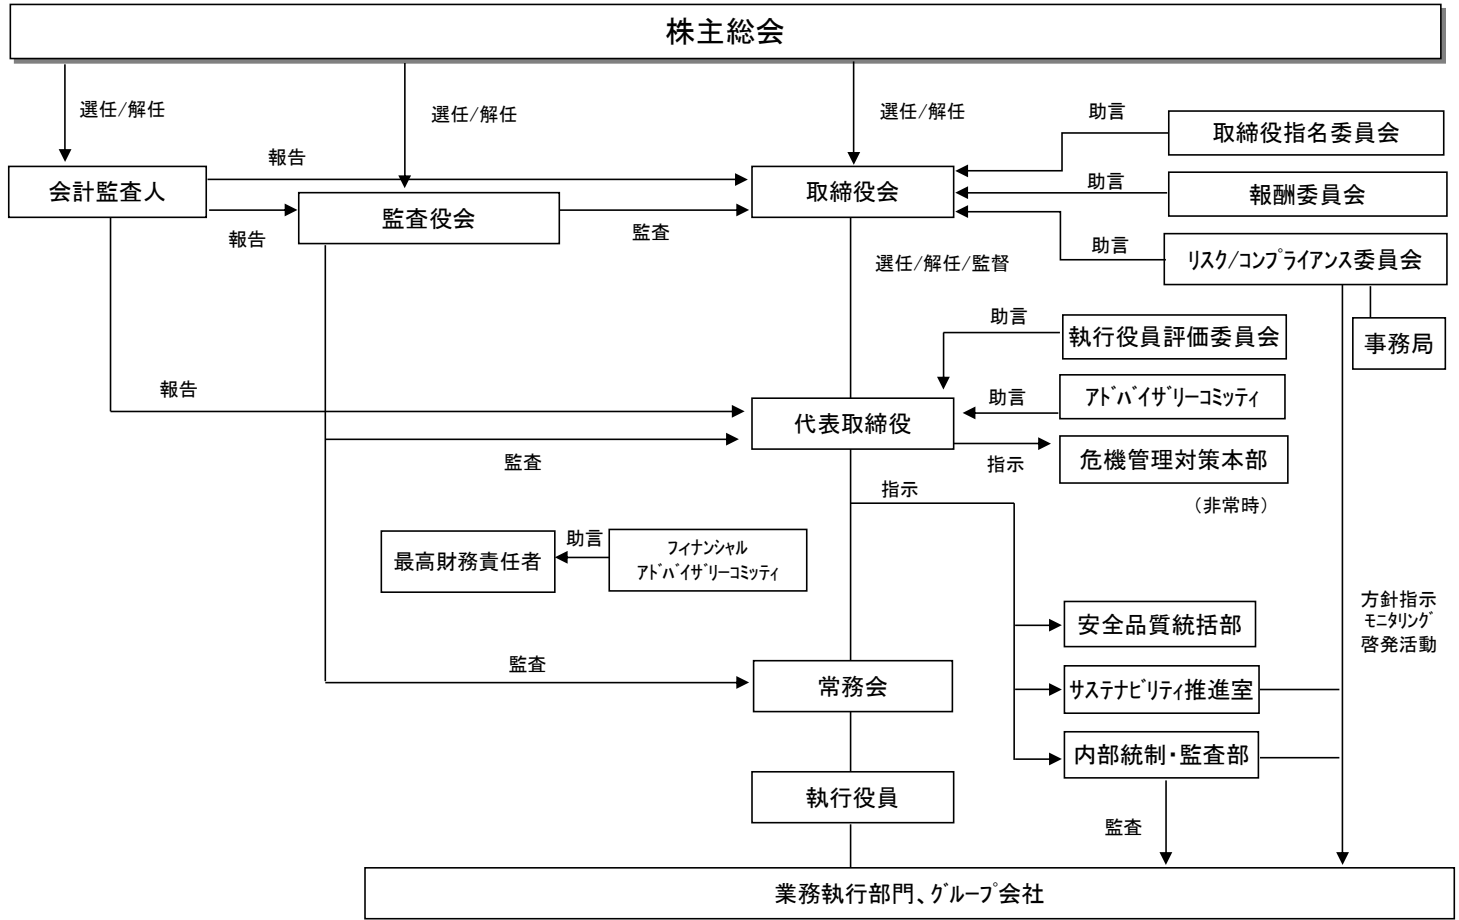 株主総会
選任/解任
選任/解任
選任/解任
助言
取締役指名委員会
報告
会計監査人
取締役会
助言
報酬委員会
監査役会
報告
監査
助言
ﾘｽｸ/ｺﾝﾌﾟﾗｲｱﾝｽ委員会
選任/解任/監督
助言
執行役員評価委員会
事務局
報告
助言
ｱﾄﾞﾊﾞｲｻﾞﾘｰｺﾐｯﾃｨ
代表取締役
監査
指示
危機管理対策本部
指示
（非常時）
最高財務責任者
助言
ﾌｨﾅﾝｼｬﾙ
ｱﾄﾞﾊﾞｲｻﾞﾘｰｺﾐｯﾃｨ
方針指示
ﾓﾆﾀﾘﾝｸﾞ
啓発活動
安全品質統括部
監査
常務会
ｻｽﾃﾅﾋﾞﾘﾃｨ推進室
内部統制・監査部
執行役員
監査
業務執行部門、ｸﾞﾙｰﾌﾟ会社